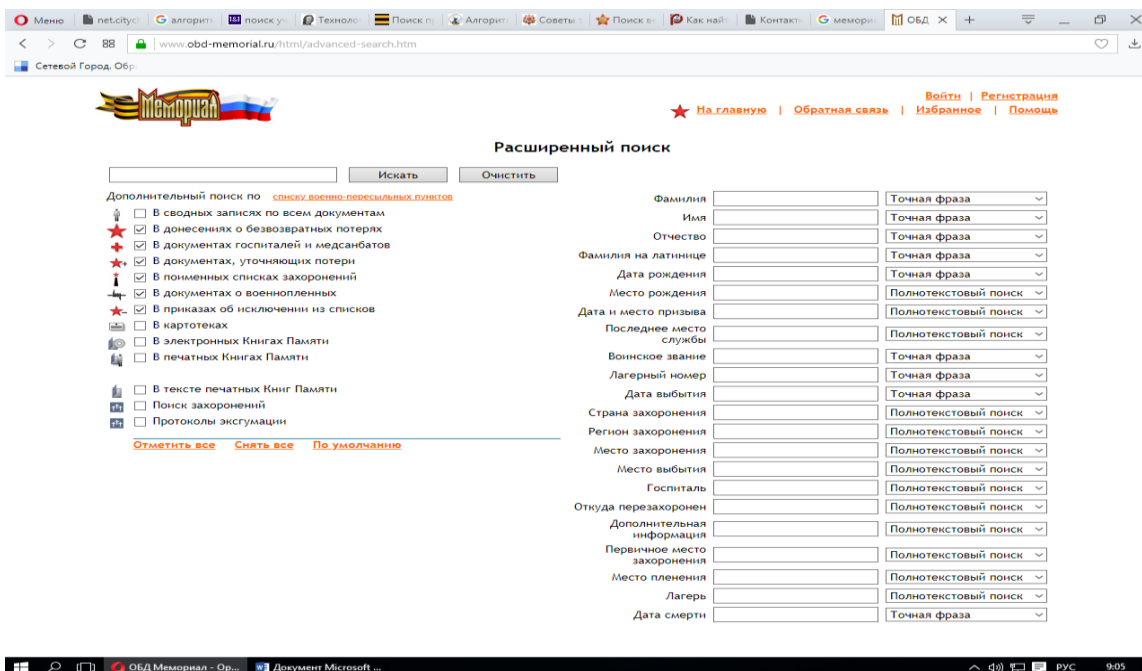 Меню
net.city
алгорит
поиск уч
Техноло
Поиск п
Алгорит
Советы
Поиск в
Как най
Контакт
мемори
ОБД
www.obd-memorial.ru/html/advanced-search.htm
Сетевой Город. Обр
Мемориал
Войти | Регистрация
На главную | Обратная связь | Избранное | Помощь
Расширенный поиск
Искать Очистить
Дополнительный поиск по списку военно-пересыльных пунктов
В сводных записях по всем документам
В донесениях о безвозвратных потерях
В документах госпиталей и медсанбатов
В документах, уточняющих потери
В поименных списках захоронений
В документах о военнопленных
В приказах об исключении из списков
В картотеках
В электронных Книгах Памяти
В печатных Книгах Памяти
В тексте печатных Книг Памяти
Поиск захоронений
Протоколы эксгумации
Отметить все Снять все По умолчанию
Фамилия Точная фраза
Имя Точная фраза
Отчество Точная фраза
Фамилия на латинице Точная фраза
Дата рождения Точная фраза
Место рождения Полнотекстовый поиск
Дата и место призыва Полнотекстовый поиск
Последнее место
службы Полнотекстовый поиск
Воинское звание Точная фраза
Лагерный номер Точная фраза
Дата выбытия Точная фраза
Страна захоронения Полнотекстовый поиск
Регион захоронения Полнотекстовый поиск
Место захоронения Полнотекстовый поиск
Место выбытия Полнотекстовый поиск
Госпиталь Полнотекстовый поиск
Откуда перезахоронен Полнотекстовый поиск
Дополнительная
информация Полнотекстовый поиск
Первичное место
захоронения Полнотекстовый поиск
Место пленения Полнотекстовый поиск
Лагерь Полнотекстовый поиск
Дата смерти Точная фраза
ОБД Мемориал - Ор... Документ Microsoft ... РУС 9:05